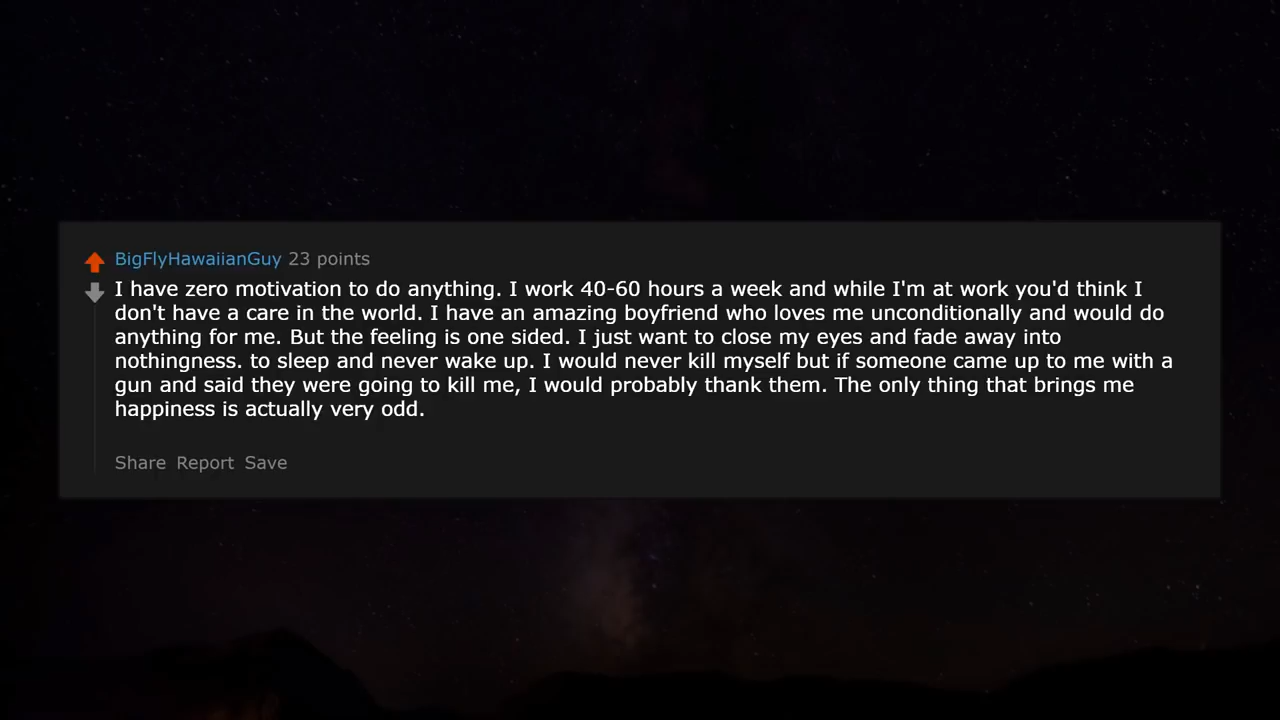 BigFlyHawaiianGuy 23 points
I have zero motivation to do anything. I work 40-60 hours a week and while I'm at work you'd think I
don't have a care in the world. I have an amazing boyfriend who loves me unconditionally and would do
anything for me. But the feeling is one sided. I just want to close my eyes and fade away into
nothingness. to sleep and never wake up. I would never kill myself but if someone came up to me with a
gun and said they were going to kill me, I would probably thank them. The only thing that brings me
happiness is actually very odd.
Share Report Save